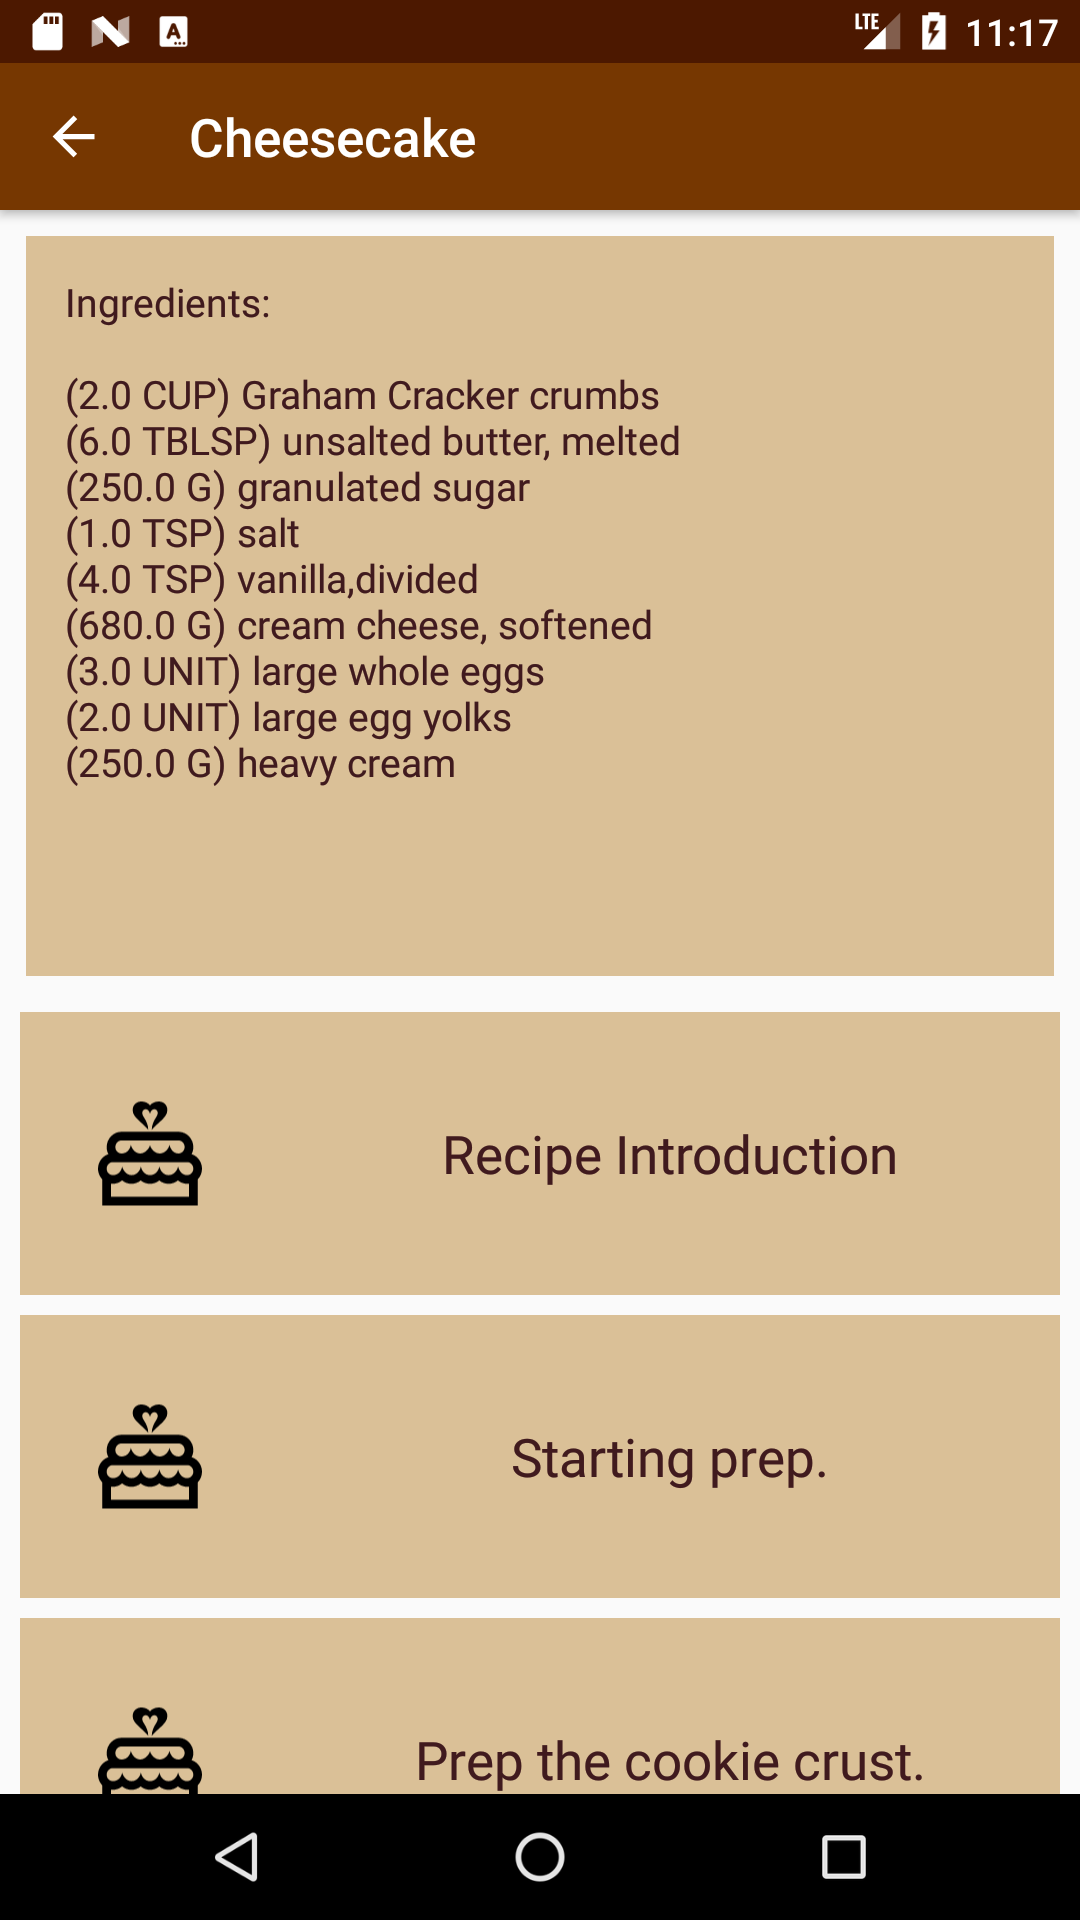 LTE 11:17
Cheesecake
Ingredients:
(2.0 CUP) Graham Cracker crumbs
(6.0 TBLSP) unsalted butter, melted
(250.0 G) granulated sugar
(1.0 TSP) salt
(4.0 TSP) vanilla,divided
(680.0 G) cream cheese, softened
(3.0 UNIT) large whole eggs
(2.0 UNIT) large egg yolks
(250.0 G) heavy cream
Recipe Introduction
Starting prep.
Prep the cookie crust.